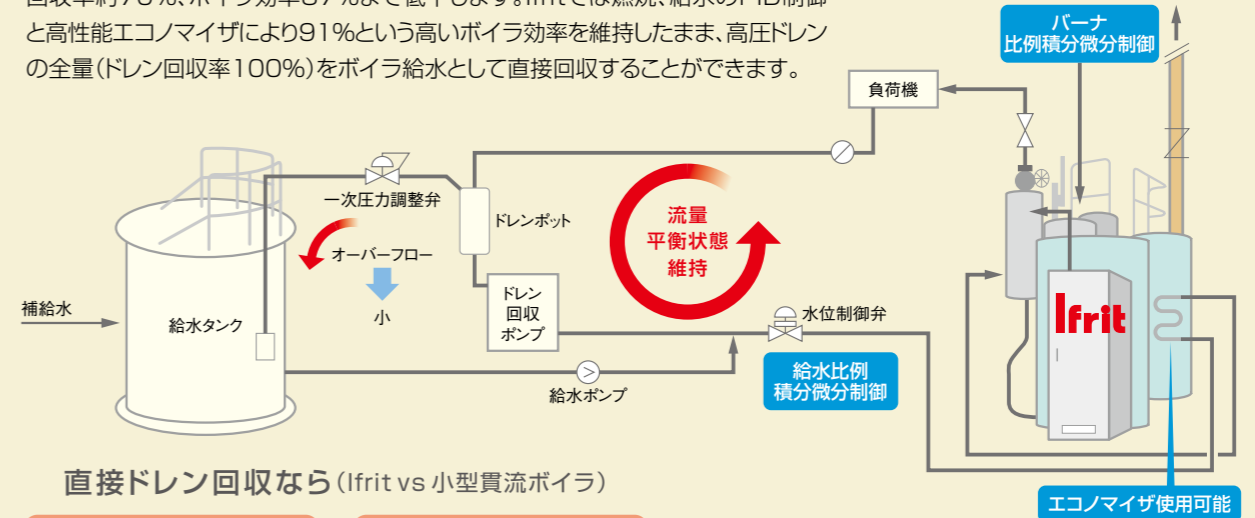 と高性能エコノマイザにより91%という高いボイラ効率を維持したまま、高圧ドレン
の全量(ドレン回収率100%)をボイラ給水として直接回収することができます。
バーナ
比例積分微分制御
負荷機
一次圧力調整弁
ドレンポット
流量
平衡状態
維持
オーバーフロー
小
ドレン
回収
ポンプ
水位制御弁
Ifrit
補給水
給水タンク
給水ポンプ
給水比例
積分微分制御
エコノマイザ使用可能
直接ドレン回収なら(Ifrit vs 小型貫流ボイラ)